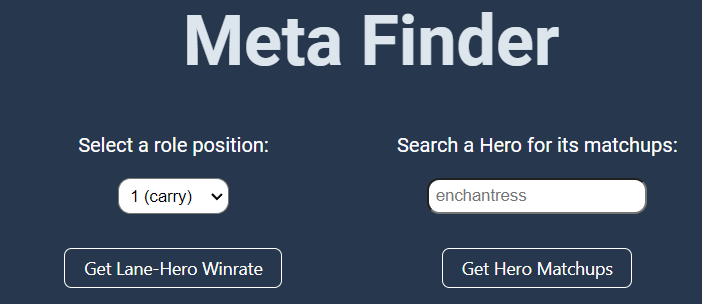 Meta Finder
Select a role position:
1 (carry)
Get Lane-Hero Winrate
Search a Hero for its matchups:
enchantress
Get Hero Matchups